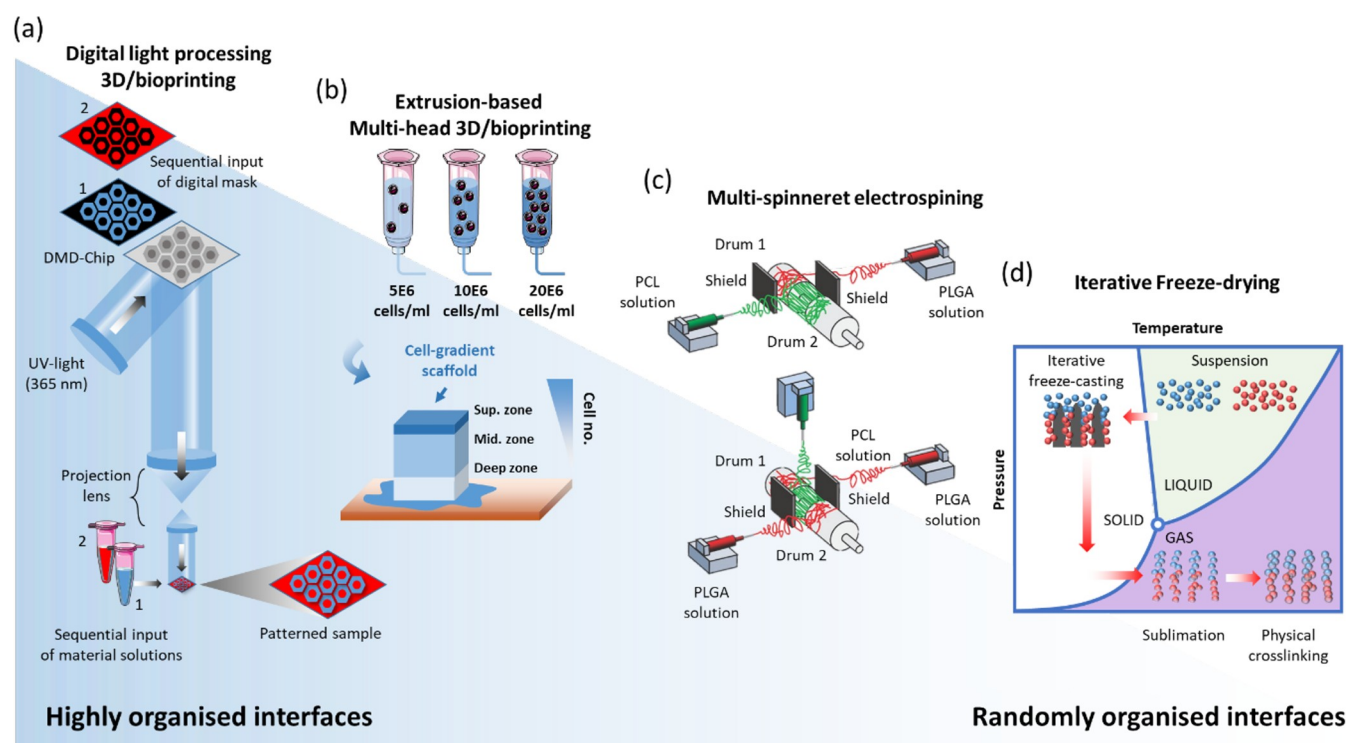 (a)
Digital light processing
3D/bioprinting
2
Sequential input
of digital mask
1
DMD-Chip
UV-light
(365 nm)
Projection
lens
2
1
Sequential input
of material solutions
Patterned sample
(b)
Extrusion-based
Multi-head 3D/bioprinting
5E6
cells/ml
10E6
cells/ml
20E6
cells/ml
Cell-gradient
scaffold
Sup. zone
Mid. zone
Deep zone
Cell no.
(c)
Multi-spinneret electrospining
Drum 1
Shield
PCL
solution
Shield
PLGA
solution
Drum 2
Drum 1
PCL
solution
Shield
Shield
PLGA
solution
Drum 2
PLGA
solution
(d)
Iterative Freeze-drying
Temperature
Pressure
Iterative
freeze-casting
Suspension
LIQUID
SOLID
GAS
Sublimation
Physical
crosslinking
Highly organised interfaces
Randomly organised interfaces